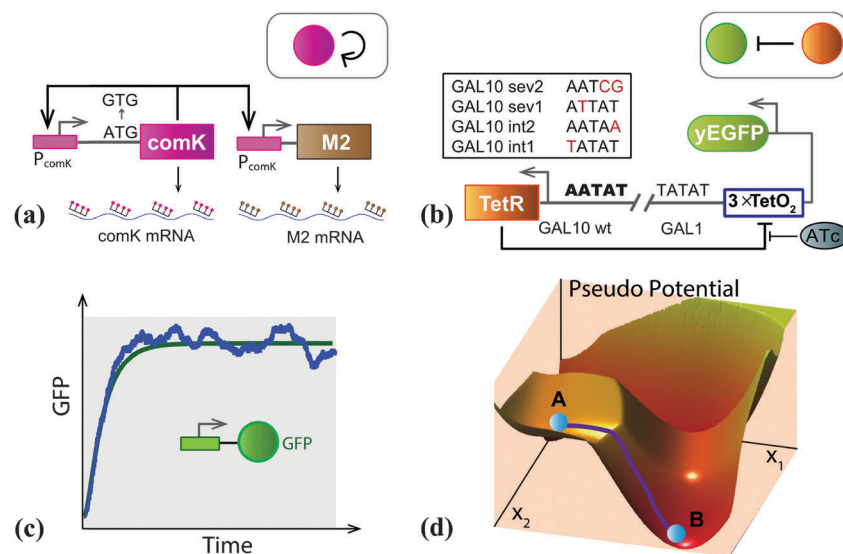 GTG
ATG
comK
M2
PcomK
PcomK
(a)
comK mRNA
M2 mRNA
GAL10 sev2 AATCG
GAL10 sev1 ATTAT
GAL10 int2 AATAA
GAL10 int1 TATAT
yEGFP
TetR
AATAT
TATAT
3×TetO2
(b)
GAL10 wt
GAL1
ATc
GFP
GFP
(c)
Time
Pseudo Potential
A
X1
B
X2
(d)